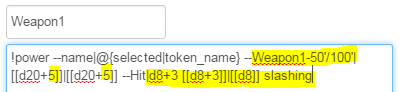 Weapon1
!power --name|@{selected|token_name} --Weapon1-50'/100'|
[[d20+5]]|[[d20+5]] --Hit|d8+3 [[d8+3]]|[[d8]] slashing